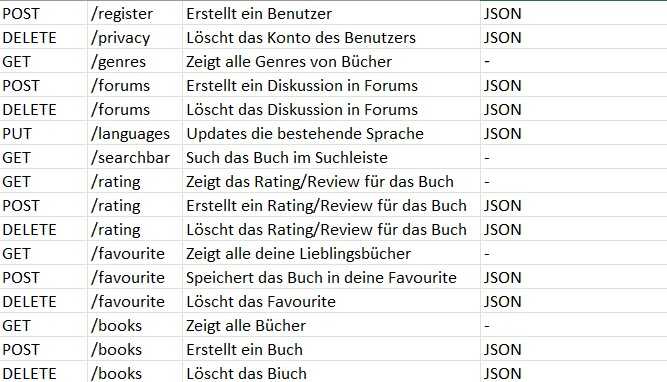 POST /register Erstellt ein Benutzer JSON
DELETE /privacy Löscht das Konto des Benutzers JSON
GET /genres Zeigt alle Genres von Bücher -
POST /forums Erstellt ein Diskussion in Forums JSON
DELETE /forums Löscht das Diskussion in Forums JSON
PUT /languages Updates die bestehende Sprache JSON
GET /searchbar Such das Buch im Suchleiste -
GET /rating Zeigt das Rating/Review für das Buch -
POST /rating Erstellt ein Rating/Review für das Buch JSON
DELETE /rating Löscht das Rating/Review für das Buch JSON
GET /favourite Zeigt alle deine Lieblingsbücher -
POST /favourite Speichert das Buch in deine Favourite JSON
DELETE /favourite Löscht das Favourite JSON
GET /books Zeigt alle Bücher -
POST /books Erstellt ein Buch JSON
DELETE /books Löscht das Biuch JSON